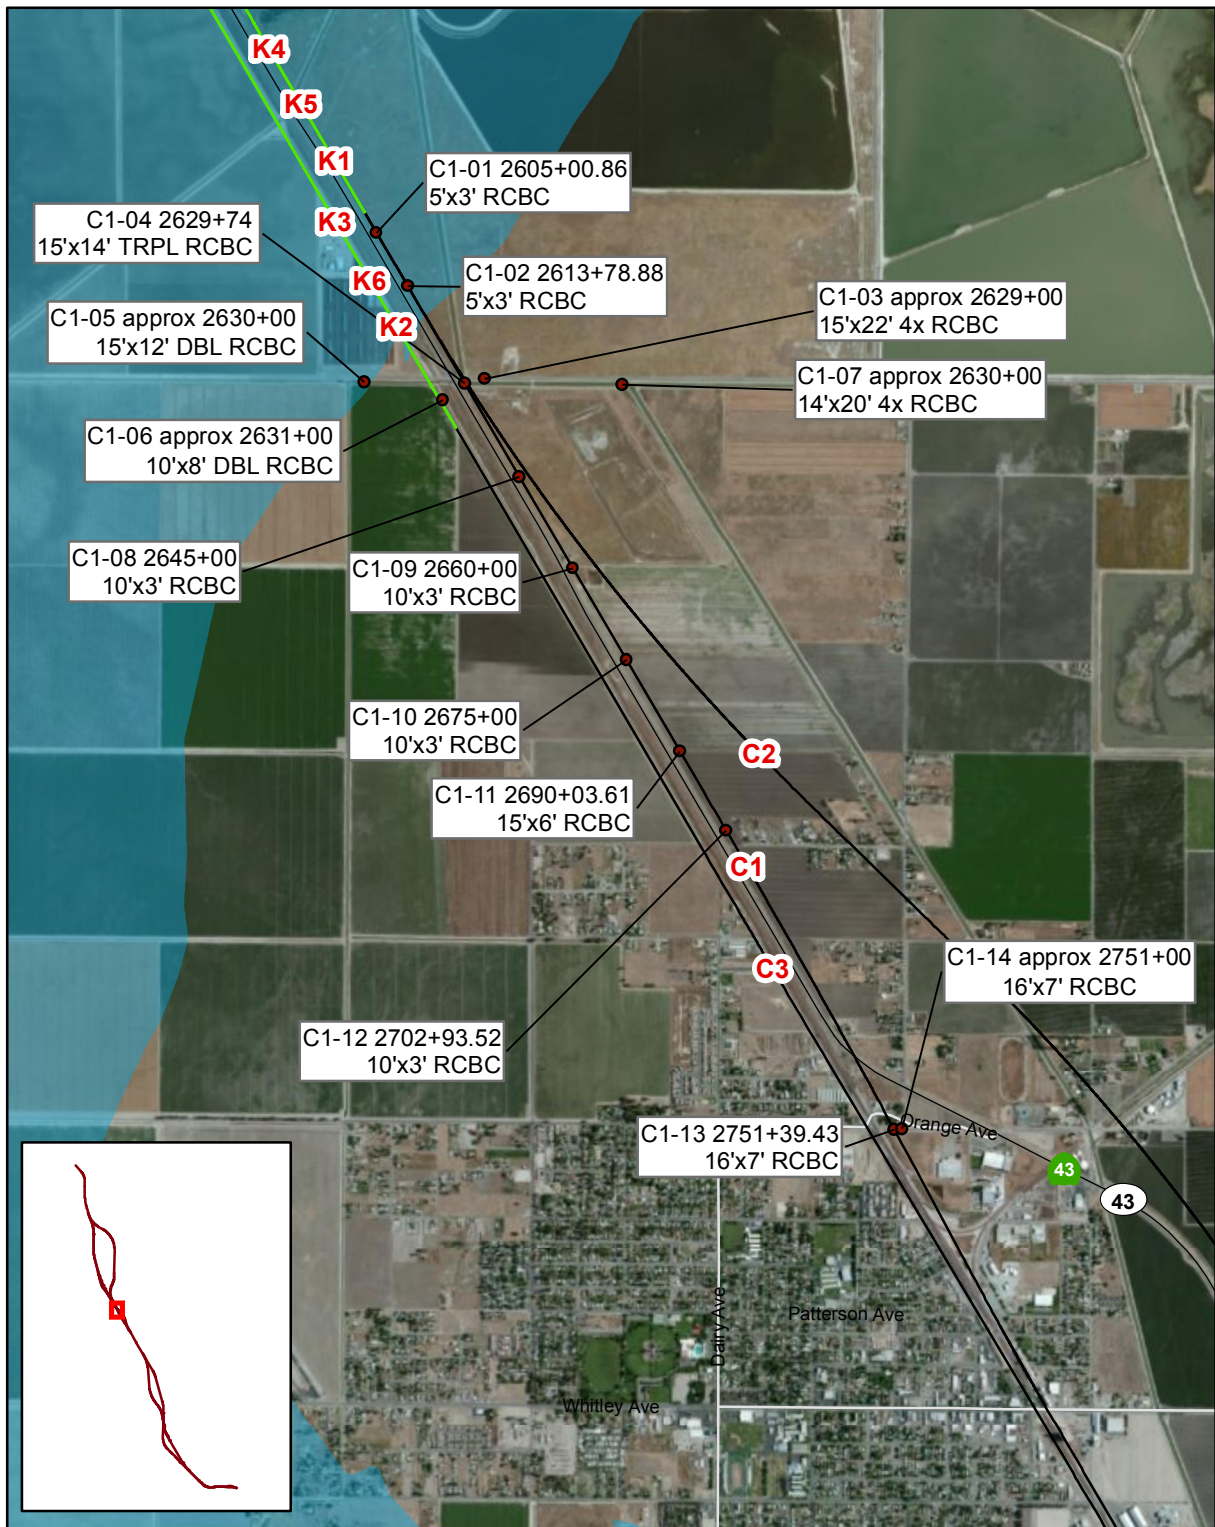 K4
K5
K1
C1-01 2605+00.86
5'x3' RCBC
K3
C1-04 2629+74
15'x14' TRPL RCBC
K6
C1-02 2613+78.88
5'x3' RCBC
C1-03 approx 2629+00
15'x22' 4x RCBC
K2
C1-05 approx 2630+00
15'x12' DBL RCBC
C1-07 approx 2630+00
14'x20' 4x RCBC
C1-06 approx 2631+00
10'x8' DBL RCBC
C1-08 2645+00
10'x3' RCBC
C1-09 2660+00
10'x3' RCBC
C1-10 2675+00
10'x3' RCBC
C2
C1-11 2690+03.61
15'x6' RCBC
C1
C3
C1-14 approx 2751+00
16'x7' RCBC
C1-12 2702+93.52
10'x3' RCBC
Orange Ave
C1-13 2751+39.43
16'x7' RCBC
43
43
Dairy Ave
Patterson Ave
Whitley Ave